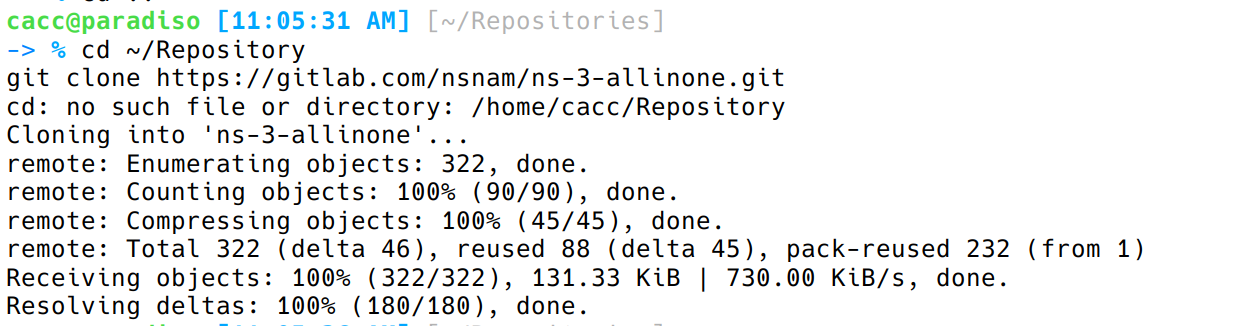 cacc@paradiso [11:05:31 AM] [~/Repositories]
-> % cd ~/Repository
git clone https://gitlab.com/nsnam/ns-3-allinone.git
cd: no such file or directory: /home/cacc/Repository
Cloning into 'ns-3-allinone'...
remote: Enumerating objects: 322, done.
remote: Counting objects: 100% (90/90), done.
remote: Compressing objects: 100% (45/45), done.
remote: Total 322 (delta 46), reused 88 (delta 45), pack-reused 232 (from 1)
Receiving objects: 100% (322/322), 131.33 KiB | 730.00 KiB/s, done.
Resolving deltas: 100% (180/180), done.